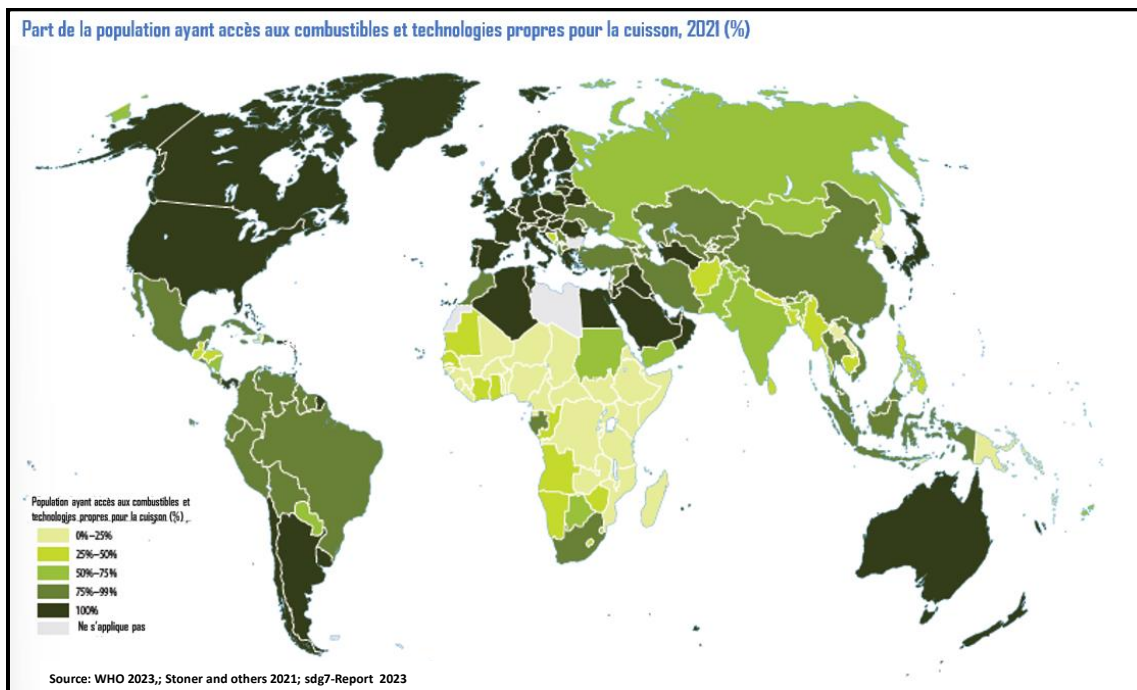 Part de la population ayant accès aux combustibles et technologies propres pour la cuisson, 2021 (%)
Population ayant accès aux combustibles et
technologies propres pour la cuisson (%)
0%–25%
25%–50%
50%–75%
75%–99%
100%
Ne s'applique pas
Source: WHO 2023,; Stoner and others 2021; sdg7-Report 2023